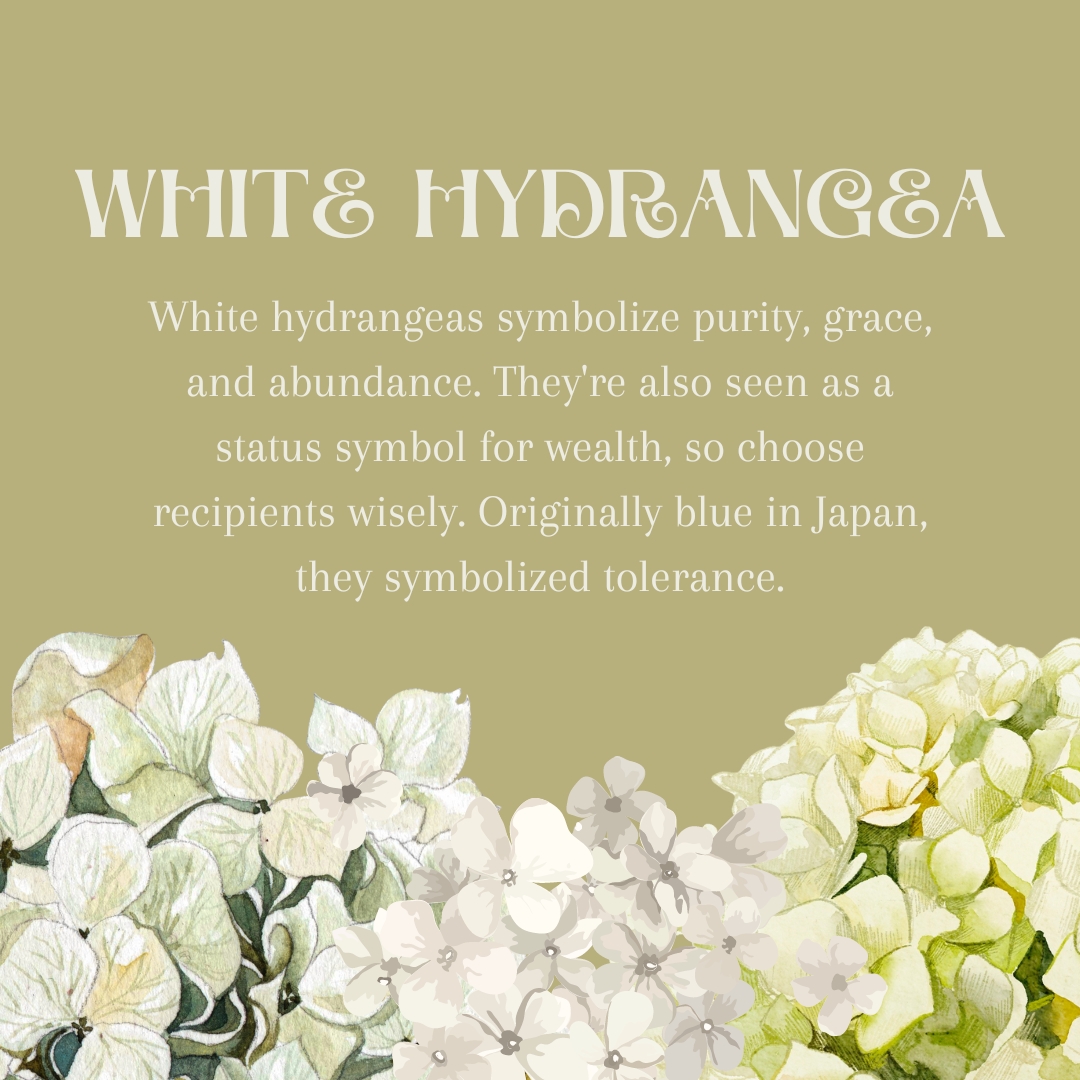 WHITE HYDRANGEA
White hydrangeas symbolize purity, grace,
and abundance. They're also seen as a
status symbol for wealth, so choose
recipients wisely. Originally blue in Japan,
they symbolized tolerance.